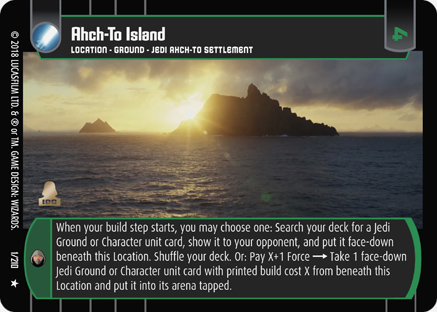 Ahch-To Island
LOCATION - GROUND - JEDI AHCH-TO SETTLEMENT
4
© 2018 LUCASFILM LTD. & ® or TM. GAME DESIGN: WIZARDS.
1/210
100
When your build step starts, you may choose one: Search your deck for a Jedi
Ground or Character unit card, show it to your opponent, and put it face-down
beneath this Location. Shuffle your deck. Or: Pay X+1 Force → Take 1 face-down
Jedi Ground or Character unit card with printed build cost X from beneath this
Location and put it into its arena tapped.